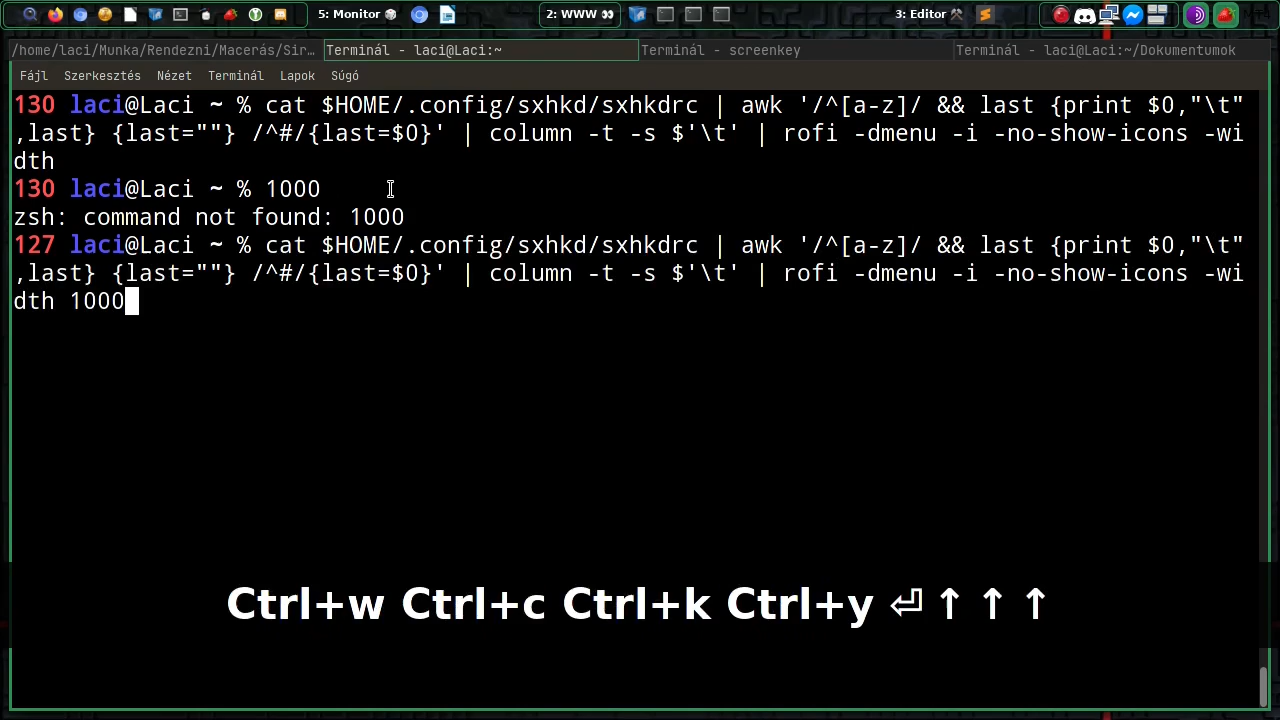 5: Monitor
2: WWW
3: Editor
/home/laci/Munka/Rendezni/Macerás/Sir…
Terminál - laci@Laci:~
Terminál - screenkey
Terminál - laci@Laci:~/Dokumentumok
Fájl Szerkesztés Nézet Terminál Lapok Súgó
130 laci@Laci ~ % cat $HOME/.config/sxhkd/sxhkdrc | awk '/^[a-z]/ && last {print $0,"\t"
,last} {last=""} /^#/{last=$0}' | column -t -s $'\t' | rofi -dmenu -i -no-show-icons -wi
dth
130 laci@Laci ~ % 1000
zsh: command not found: 1000
127 laci@Laci ~ % cat $HOME/.config/sxhkd/sxhkdrc | awk '/^[a-z]/ && last {print $0,"\t"
,last} {last=""} /^#/{last=$0}' | column -t -s $'\t' | rofi -dmenu -i -no-show-icons -wi
dth 1000
Ctrl+w Ctrl+c Ctrl+k Ctrl+y ⏎ ↑ ↑ ↑